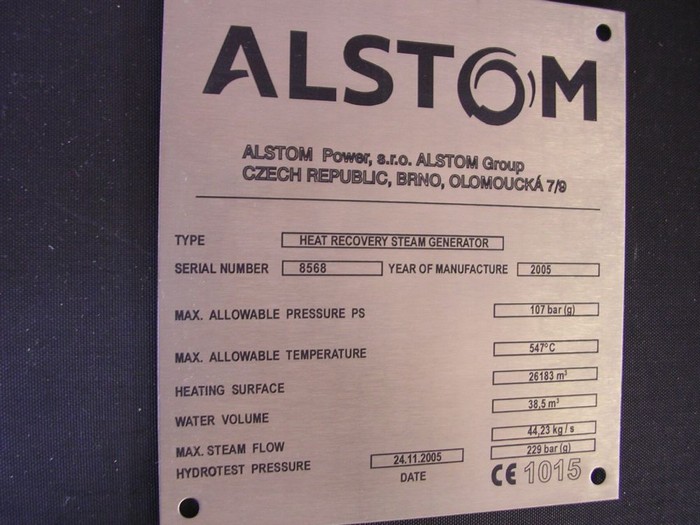 ALSTOM
ALSTOM Power, s.r.o. ALSTOM Group
CZECH REPUBLIC, BRNO, OLOMOUCKÁ 7/9
TYPE HEAT RECOVERY STEAM GENERATOR
SERIAL NUMBER 8568 YEAR OF MANUFACTURE 2005
MAX. ALLOWABLE PRESSURE PS 107 bar (g)
MAX. ALLOWABLE TEMPERATURE 547°C
HEATING SURFACE 26183 m³
WATER VOLUME 38,5 m³
MAX. STEAM FLOW 44,23 kg / s
HYDROTEST PRESSURE 24.11.2005 229 bar (g)
DATE CE 1015